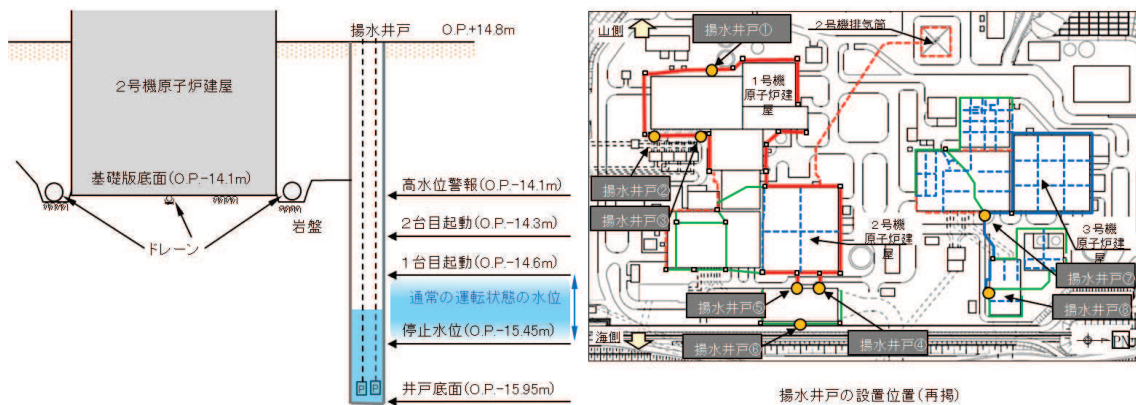 揚水井戸 O.P.+14.8m
2号機原子炉建屋
基礎版底面(O.P.-14.1m)
岩盤
ドレーン
高水位警報(O.P.-14.1m)
2台目起動(O.P.-14.3m)
1台目起動(O.P.-14.6m)
通常の運転状態の水位
停止水位(O.P.-15.45m)
P P
井戸底面(O.P.-15.95m)
山側
揚水井戸①
2号機排気筒
1号機
原子炉建
屋
揚水井戸②
揚水井戸③
2号機
原子炉建
屋
3号機
原子炉建
屋
揚水井戸⑦
揚水井戸⑤
揚水井戸⑧
海側
揚水井戸⑥
揚水井戸④
PN
揚水井戸の設置位置(再掲)